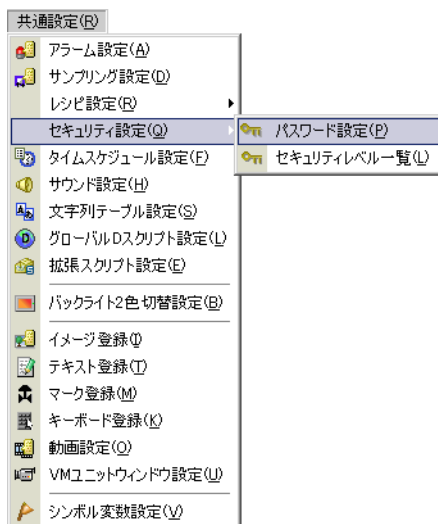 共通設定(R)
アラーム設定(A)
サンプリング設定(D)
レシピ設定(R)
セキュリティ設定(Q)
パスワード設定(P)
セキュリティレベル一覧(L)
タイムスケジュール設定(F)
サウンド設定(H)
文字列テーブル設定(S)
グローバルDスクリプト設定(L)
拡張スクリプト設定(E)
バックライト2色切替設定(B)
イメージ登録(I)
テキスト登録(T)
マーク登録(M)
キーボード登録(K)
動画設定(O)
VMユニットウィンドウ設定(U)
シンボル変数設定(V)